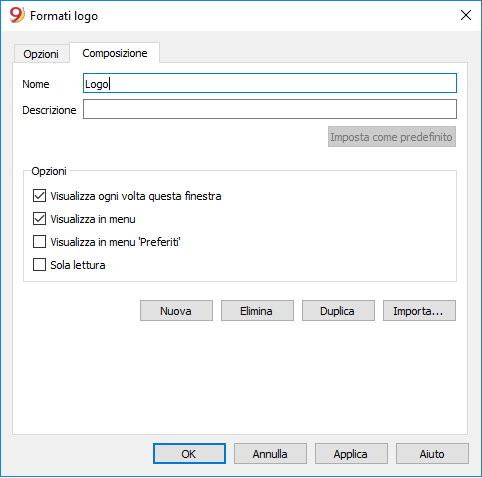 Formati logo
Opzioni
Composizione
Nome
Logo
Descrizione
Imposta come predefinito
Opzioni
Visualizza ogni volta questa finestra
Visualizza in menu
Visualizza in menu 'Preferiti'
Sola lettura
Nuova
Elimina
Duplica
Importa...
OK
Annulla
Applica
Aiuto